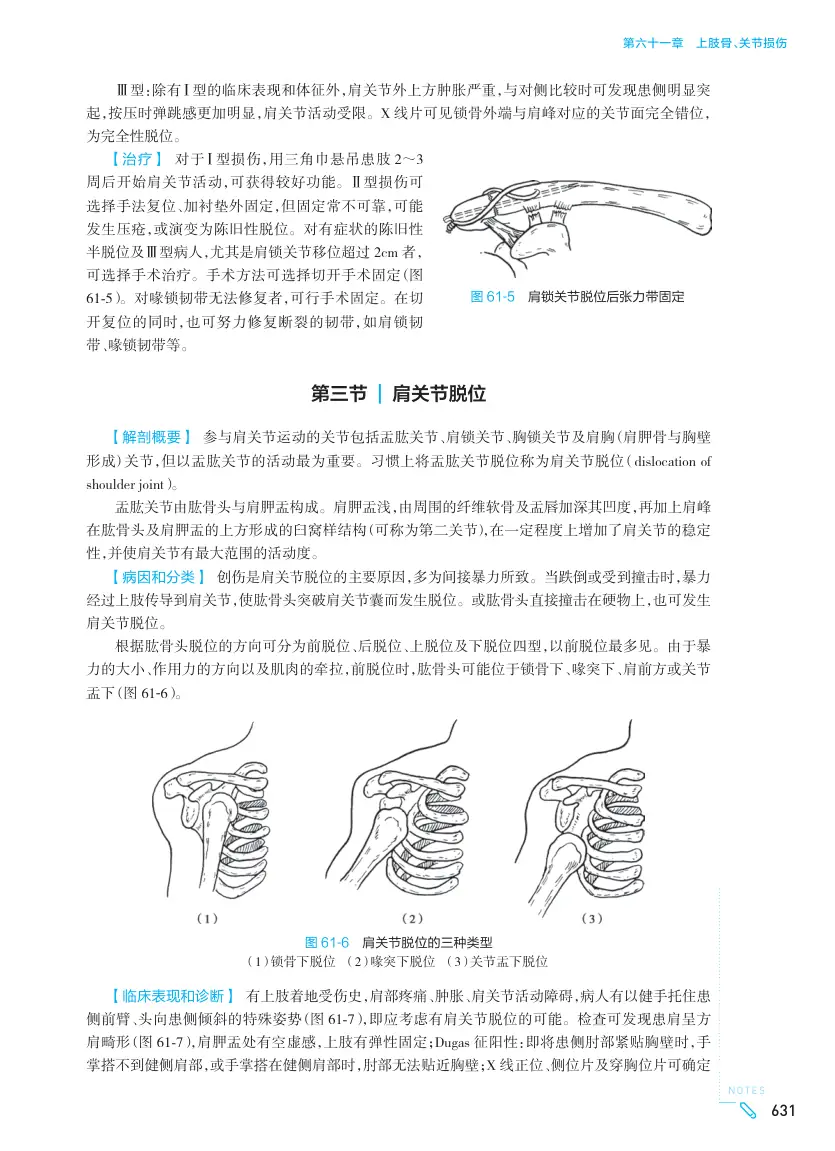 第六十一章　上肢骨、关节损伤
Ⅲ型:除有Ⅰ型的临床表现和体征外,肩关节外上方肿胀严重,与对侧比较时可发现患侧明显突
起,按压时弹跳感更加明显,肩关节活动受限。X 线片可见锁骨外端与肩峰对应的关节面完全错位,
为完全性脱位。
【治疗】 对于Ⅰ型损伤,用三角巾悬吊患肢 2～3
周后开始肩关节活动,可获得较好功能。Ⅱ型损伤可
选择手法复位、加衬垫外固定,但固定常不可靠,可能
发生压疮,或演变为陈旧性脱位。对有症状的陈旧性
半脱位及Ⅲ型病人,尤其是肩锁关节移位超过 2cm 者,
可选择手术治疗。手术方法可选择切开手术固定(图
61-5)。对喙锁韧带无法修复者,可行手术固定。在切
开复位的同时,也可努力修复断裂的韧带,如肩锁韧
带、喙锁韧带等。
图 61-5　肩锁关节脱位后张力带固定
第三节 | 肩关节脱位
【解剖概要】 参与肩关节运动的关节包括盂肱关节、肩锁关节、胸锁关节及肩胸(肩胛骨与胸壁
形成)关节,但以盂肱关节的活动最为重要。习惯上将盂肱关节脱位称为肩关节脱位(dislocation of
shoulder joint)。
盂肱关节由肱骨头与肩胛盂构成。肩胛盂浅,由周围的纤维软骨及盂唇加深其凹度,再加上肩峰
在肱骨头及肩胛盂的上方形成的臼窝样结构(可称为第二关节),在一定程度上增加了肩关节的稳定
性,并使肩关节有最大范围的活动度。
【病因和分类】 创伤是肩关节脱位的主要原因,多为间接暴力所致。当跌倒或受到撞击时,暴力
经过上肢传导到肩关节,使肱骨头突破肩关节囊而发生脱位。或肱骨头直接撞击在硬物上,也可发生
肩关节脱位。
根据肱骨头脱位的方向可分为前脱位、后脱位、上脱位及下脱位四型,以前脱位最多见。由于暴
力的大小、作用力的方向以及肌肉的牵拉,前脱位时,肱骨头可能位于锁骨下、喙突下、肩前方或关节
盂下(图 61-6)。
(1)　(2)　(3)
图 61-6　肩关节脱位的三种类型
(1)锁骨下脱位　(2)喙突下脱位　(3)关节盂下脱位
【临床表现和诊断】 有上肢着地受伤史,肩部疼痛、肿胀、肩关节活动障碍,病人有以健手托住患
侧前臂、头向患侧倾斜的特殊姿势(图 61-7),即应考虑有肩关节脱位的可能。检查可发现患肩呈方
肩畸形(图 61-7),肩胛盂处有空虚感,上肢有弹性固定;Dugas 征阳性:即将患侧肘部紧贴胸壁时,手
掌搭不到健侧肩部,或手掌搭在健侧肩部时,肘部无法贴近胸壁;X 线正位、侧位片及穿胸位片可确定
NOTES
631